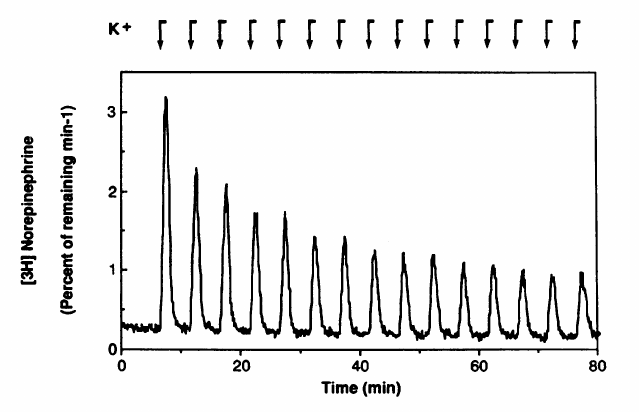 K+
[3H] Norepinephrine
(Percent of remaining min-1)
3
2
1
0
0 20 40 60 80
Time (min)